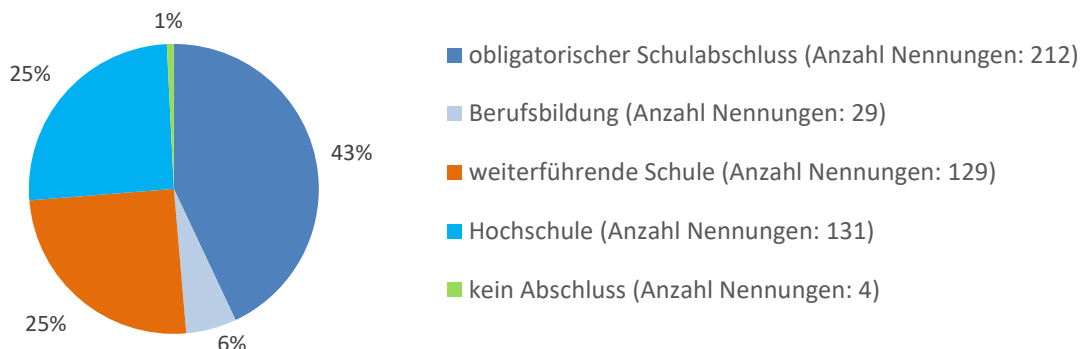 1%
25%
43%
25%
6%
obligatorischer Schulabschluss (Anzahl Nennungen: 212)
Berufsbildung (Anzahl Nennungen: 29)
weiterführende Schule (Anzahl Nennungen: 129)
Hochschule (Anzahl Nennungen: 131)
kein Abschluss (Anzahl Nennungen: 4)